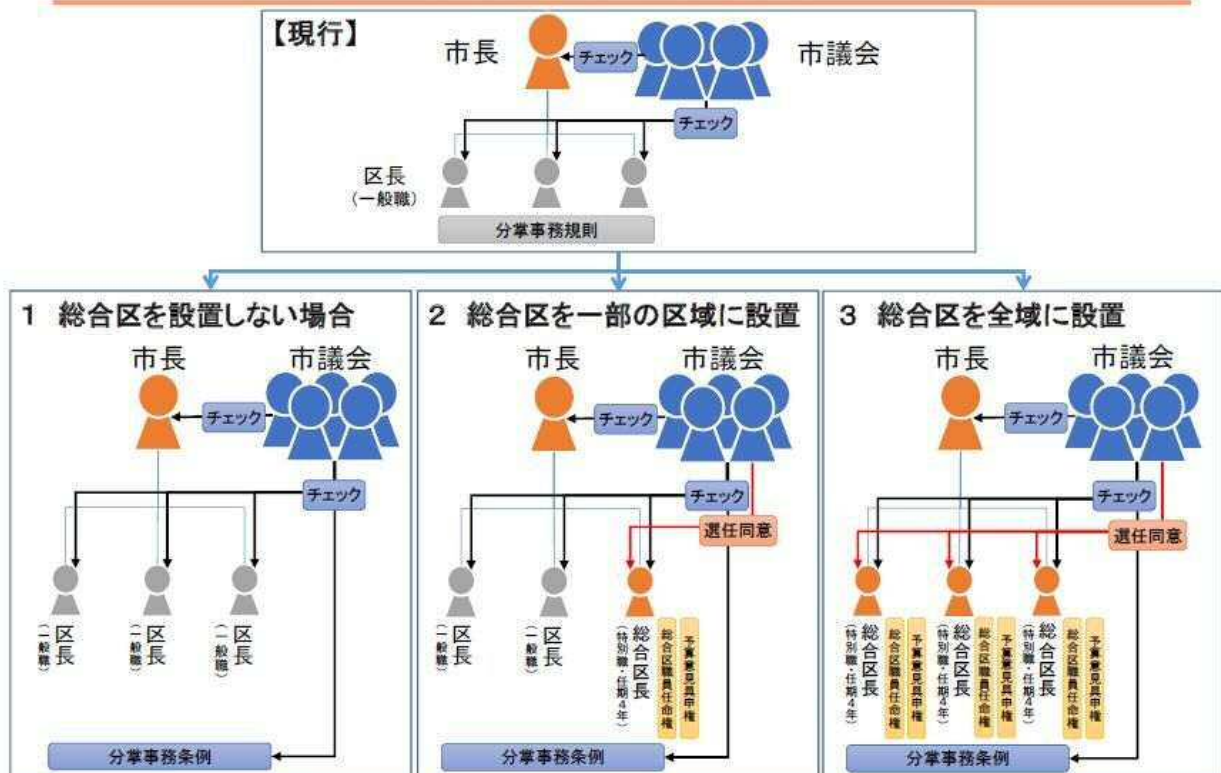 【現行】
市長
チェック
市議会
チェック
区長
(一般職)
分掌事務規則
1 総合区を設置しない場合
市長
市議会
チェック
チェック
区長
(一般職)
区長
(一般職)
区長
(一般職)
分掌事務条例
2 総合区を一部の区域に設置
市長
市議会
チェック
チェック
選任同意
区長
(一般職)
区長
(一般職)
総合区長
(特別職・任期4年)
総合区職員任命権
予算意見具申権
分掌事務条例
3 総合区を全域に設置
市長
市議会
チェック
チェック
選任同意
総合区長
(特別職・任期4年)
総合区職員任命権
予算意見具申権
総合区長
(特別職・任期4年)
総合区職員任命権
予算意見具申権
総合区長
(特別職・任期4年)
総合区職員任命権
予算意見具申権
分掌事務条例